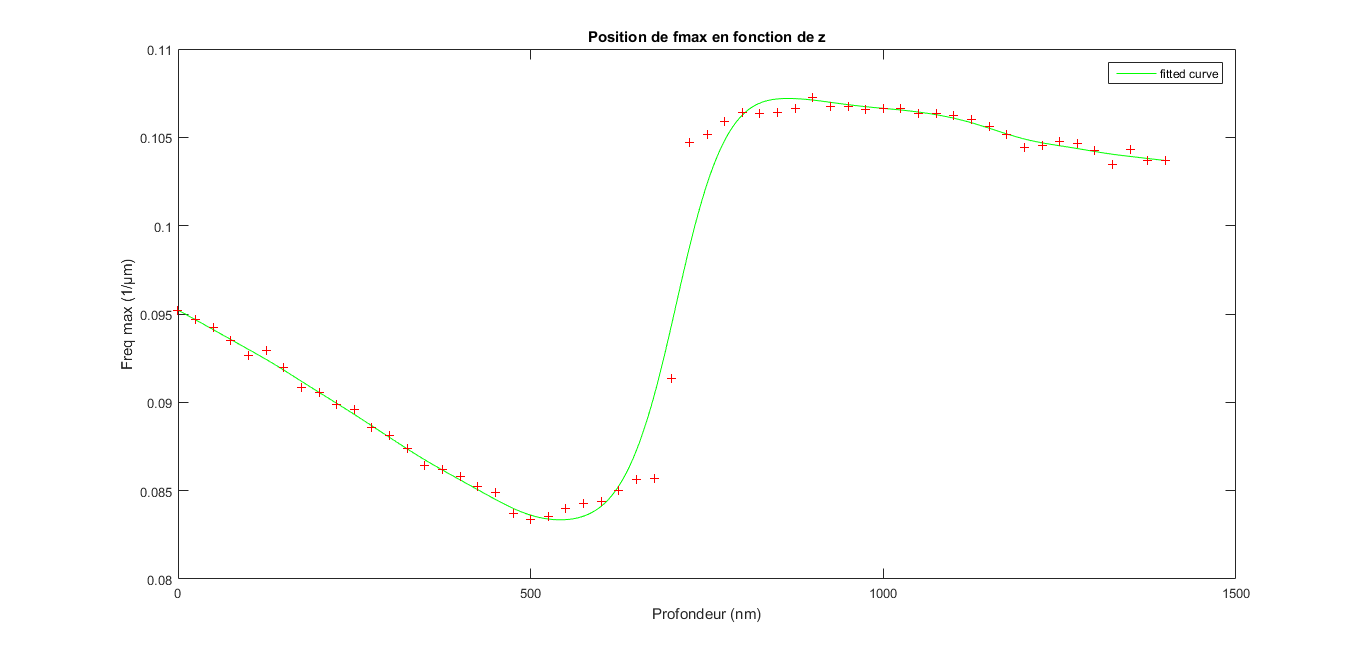 Position de fmax en fonction de z
fitted curve
0.11
0.105
0.1
0.095
0.09
0.085
0.08
Freq max (1/µm)
0
500
1000
1500
Profondeur (nm)